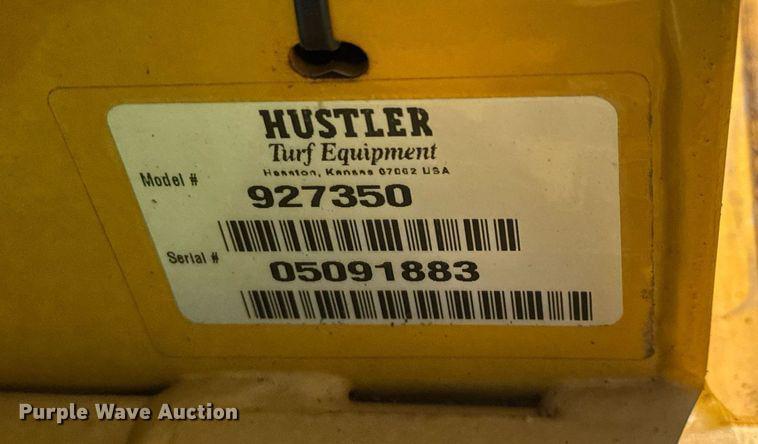 HUSTLER
Turf Equipment
Hesston, Kansas 67062 USA
Model #
927350
Serial #
05091883
Purple Wave Auction